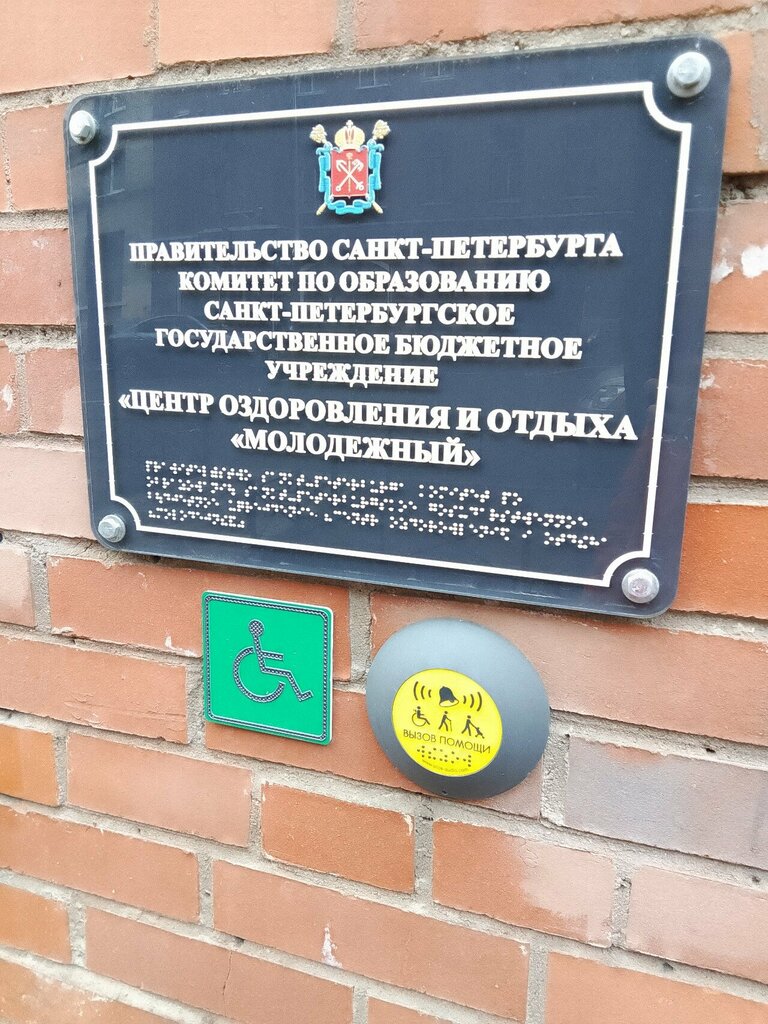 ПРАВИТЕЛЬСТВО САНКТ-ПЕТЕРБУРГА
КОМИТЕТ ПО ОБРАЗОВАНИЮ
САНКТ-ПЕТЕРБУРГСКОЕ
ГОСУДАРСТВЕННОЕ БЮДЖЕТНОЕ
УЧРЕЖДЕНИЕ
«ЦЕНТР ОЗДОРОВЛЕНИЯ И ОТДЫХА
«МОЛОДЕЖНЫЙ»
ВЫЗОВ ПОМОЩИ